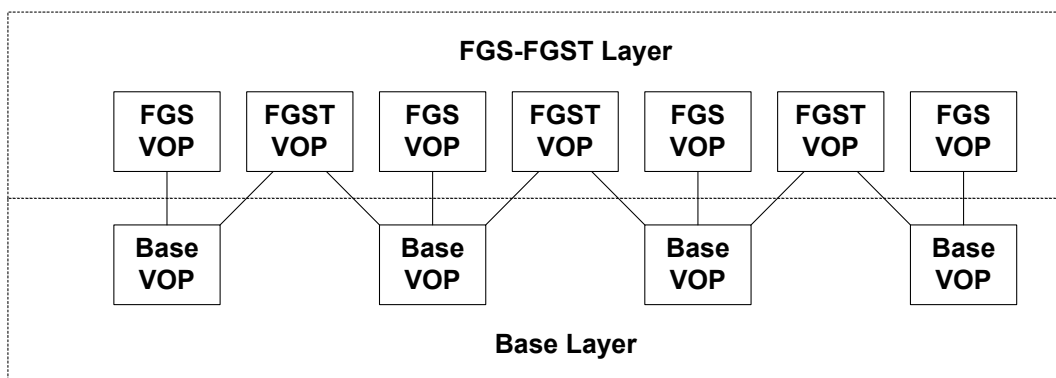 FGS-FGST Layer
FGS FGST FGS FGST FGS FGST FGS
VOP VOP VOP VOP VOP VOP VOP
Base Base Base Base
VOP VOP VOP VOP
Base Layer